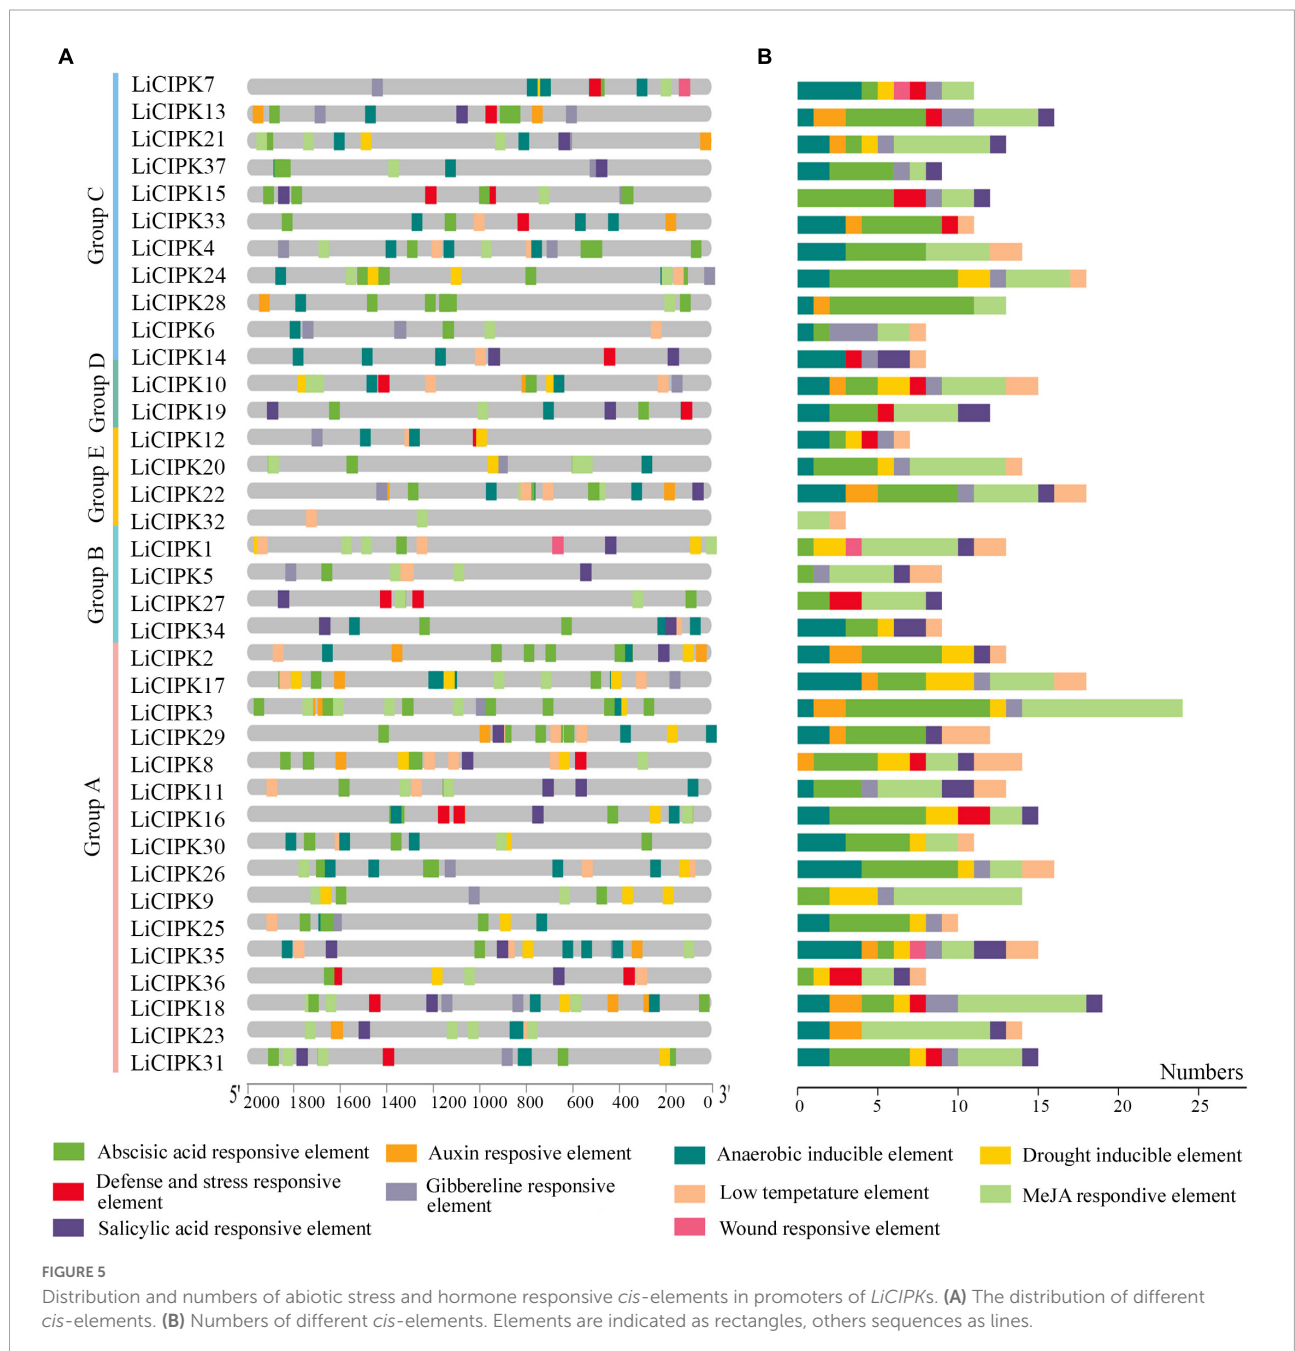 A
B
LiCIPK7
LiCIPK13
LiCIPK21
LiCIPK37
LiCIPK15
LiCIPK33
LiCIPK4
LiCIPK24
LiCIPK28
LiCIPK6
LiCIPK14
LiCIPK10
LiCIPK19
LiCIPK12
LiCIPK20
LiCIPK22
LiCIPK32
LiCIPK1
LiCIPK5
LiCIPK27
LiCIPK34
LiCIPK2
LiCIPK17
LiCIPK3
LiCIPK29
LiCIPK8
LiCIPK11
LiCIPK16
LiCIPK30
LiCIPK26
LiCIPK9
LiCIPK25
LiCIPK35
LiCIPK36
LiCIPK18
LiCIPK23
LiCIPK31
Group C
Group D
Group E
Group B
Group A
5' 2000 1800 1600 1400 1200 1000 800 600 400 200 0 3'
Numbers
0 5 10 15 20 25
Abscisic acid responsive element
Auxin resposive element
Anaerobic inducible element
Drought inducible element
Defense and stress responsive
element
Gibbereline responsive
element
Low tempetature element
MeJA respondive element
Salicylic acid responsive element
Wound responsive element
FIGURE 5
Distribution and numbers of abiotic stress and hormone responsive cis-elements in promoters of LiCIPKs. (A) The distribution of different
cis-elements. (B) Numbers of different cis-elements. Elements are indicated as rectangles, others sequences as lines.